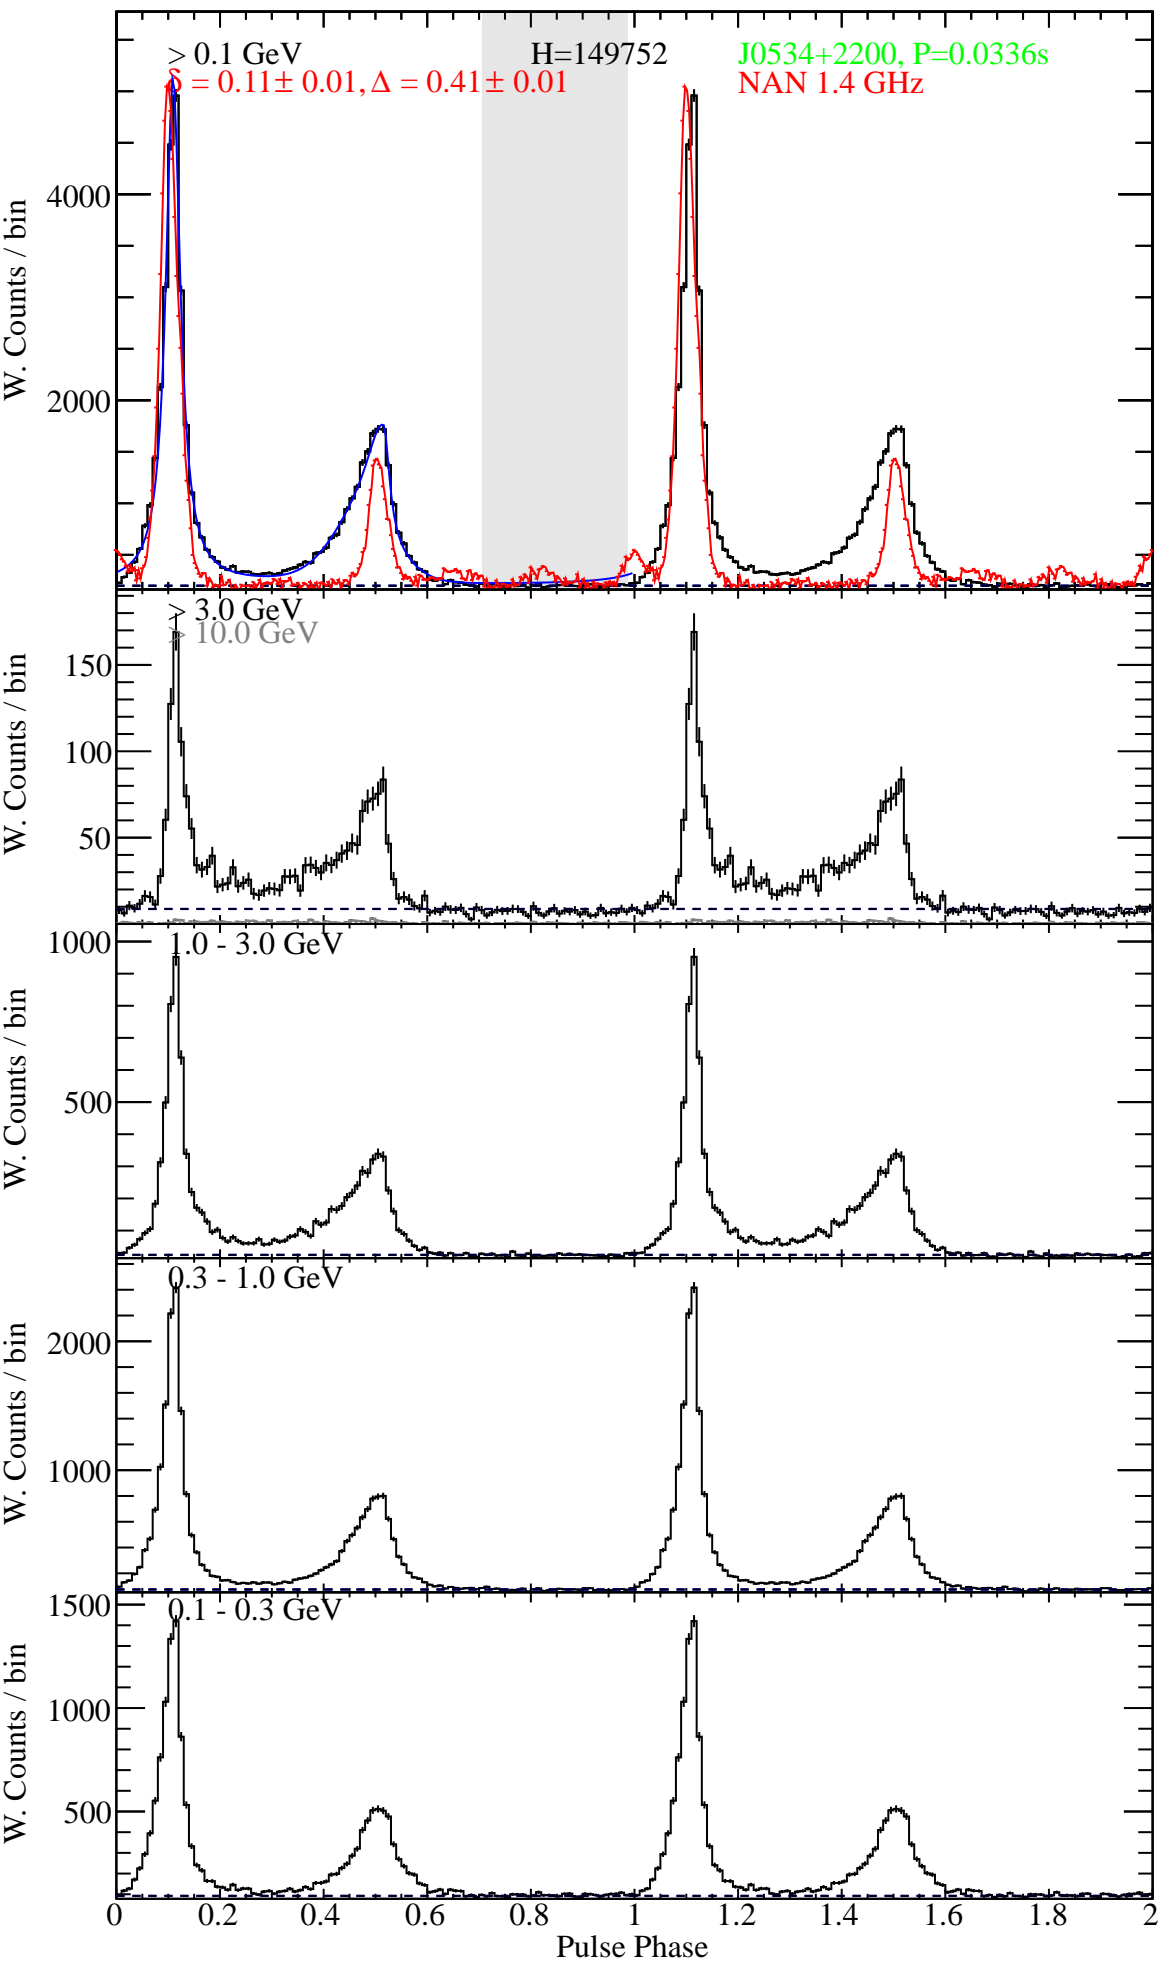 > 0.1 GeV
H=149752
J0534+2200, P=0.0336s
δ = 0.11± 0.01, Δ = 0.41± 0.01
NAN 1.4 GHz
W. Counts / bin
4000
2000
> 3.0 GeV
> 10.0 GeV
W. Counts / bin
150
100
50
1.0 - 3.0 GeV
W. Counts / bin
1000
500
0.3 - 1.0 GeV
W. Counts / bin
2000
1000
0.1 - 0.3 GeV
W. Counts / bin
1500
1000
500
0 0.2 0.4 0.6 0.8 1 1.2 1.4 1.6 1.8 2
Pulse Phase